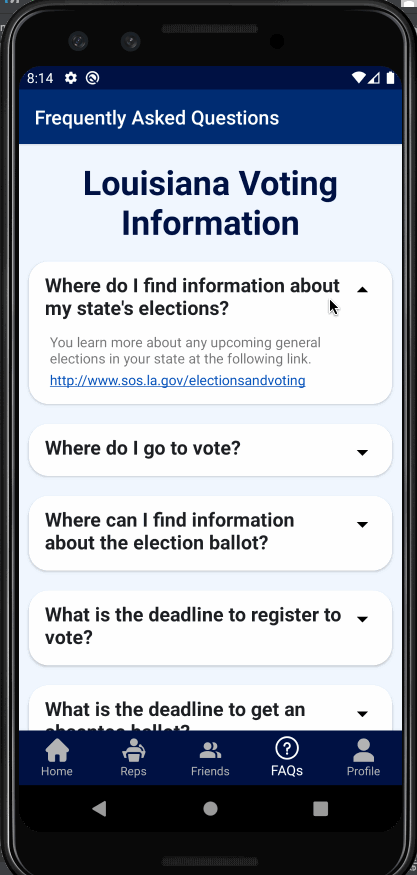 8:14
Frequently Asked Questions
Louisiana Voting
Information
Where do I find information about
my state's elections?
You learn more about any upcoming general
elections in your state at the following link.
http://www.sos.la.gov/electionsandvoting
Where do I go to vote?
Where can I find information
about the election ballot?
What is the deadline to register to
vote?
What is the deadline to get an
absentee ballot?
Home
Reps
Friends
FAQs
Profile